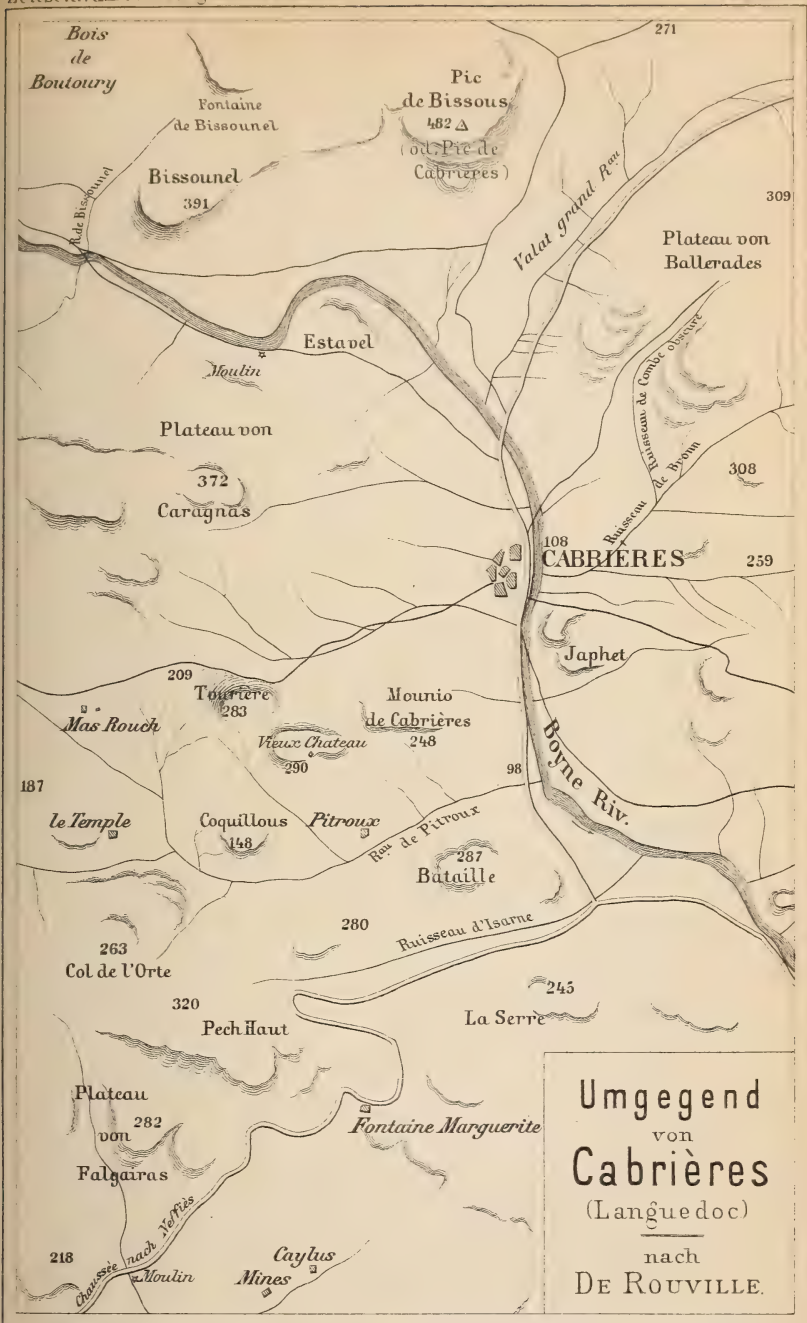 271
Bois
de
Boutoury
Pic
de Bissous
482
(od. Pic de
Cabrières)
Fontaine
de Bissounel
Bissounel
391
R. de Bissounel
Valat grand Rau
309
Plateau von
Ballerades
Estavel
Moulin
Ruisseau de Combe obscure
Plateau von
372
Caragnas
Ruisseau de Bronn
308
108
CABRIÈRES
259
Japhet
209
Tourière
283
Mounio
de Cabrières
248
Mas Rouch
Vieux Chateau
290
98
Boyne Riv.
187
le Temple
Coquillous
148
Pitroux
Rau. de Pitroux
287
Bataille
280
Ruisseau d'Isarne
263
Col de l'Orte
245
La Serre
320
Pech Haut
Plateau
282
von
Falgairas
Fontaine Marguerite
Chaussée nach Neffiès
218
Moulin
Caylus
Mines
Umgegend
von
Cabrières
(Languedoc)
nach
DE ROUVILLE.